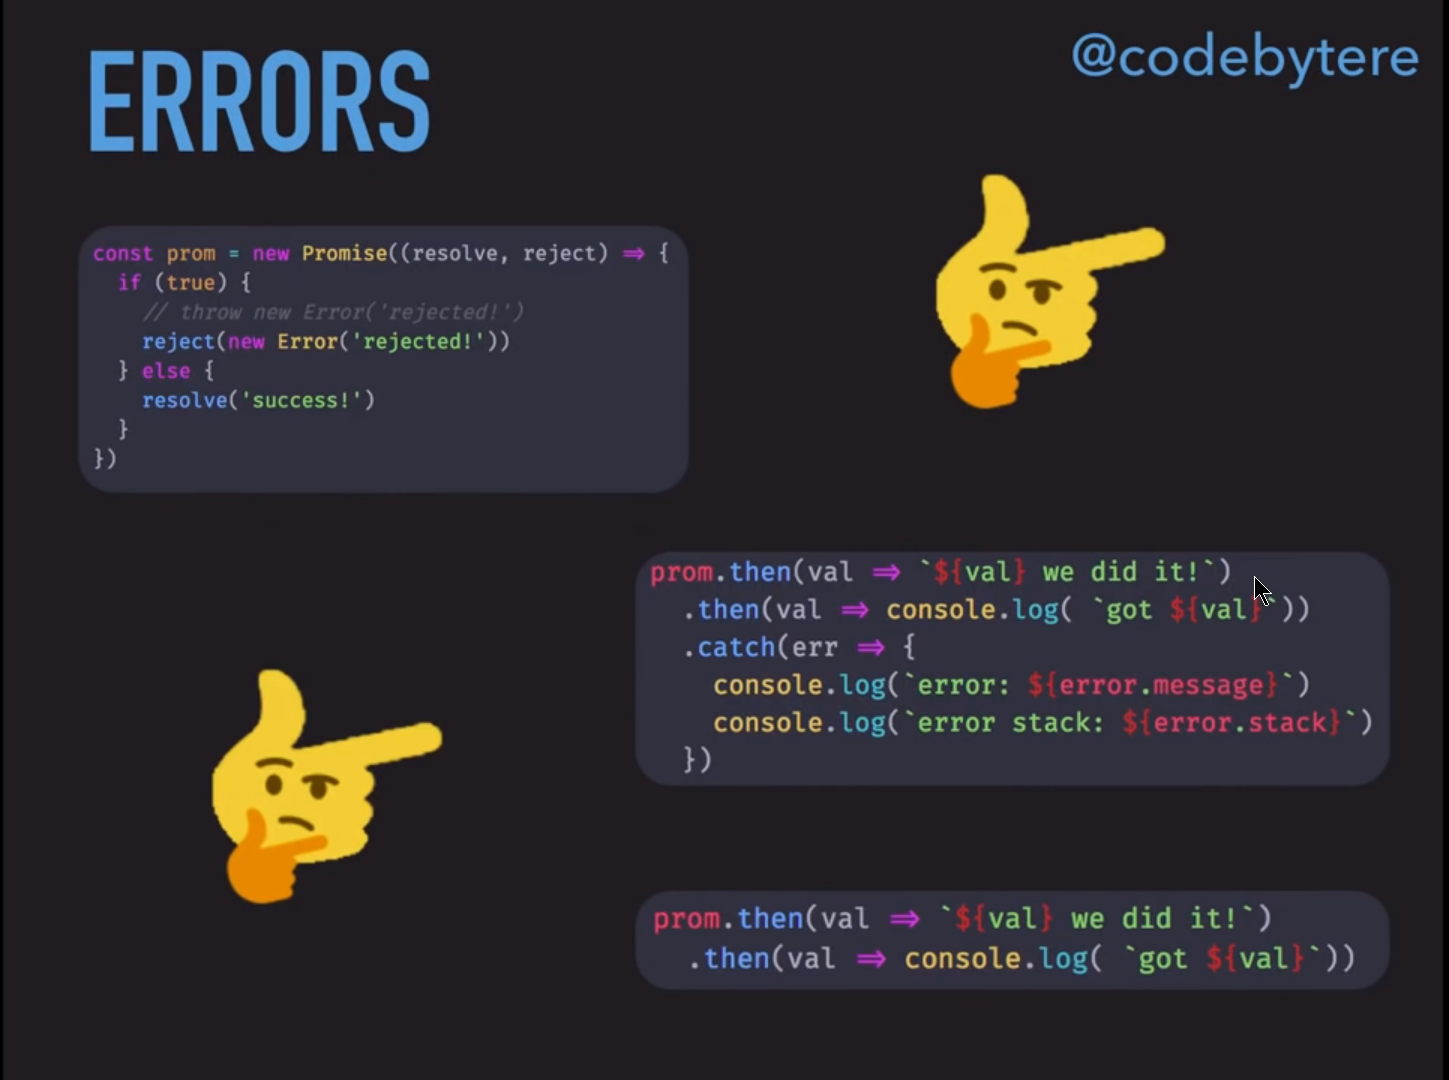 ERRORS
@codebytere
const prom = new Promise((resolve, reject) => {
  if (true) {
    // throw new Error('rejected!')
    reject(new Error('rejected!'))
  } else {
    resolve('success!')
  }
})
prom.then(val => `${val} we did it!`)
  .then(val => console.log( `got ${val}`))
  .catch(err => {
    console.log(`error: ${error.message}`)
    console.log(`error stack: ${error.stack}`)
  })
prom.then(val => `${val} we did it!`)
  .then(val => console.log( `got ${val}`))